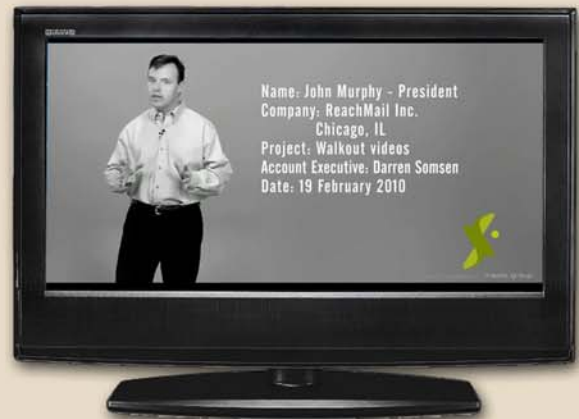 Name: John Murphy - President
Company: ReachMail Inc.
Chicago, IL
Project: Walkout videos
Account Executive: Darren Somsen
Date: 19 February 2010